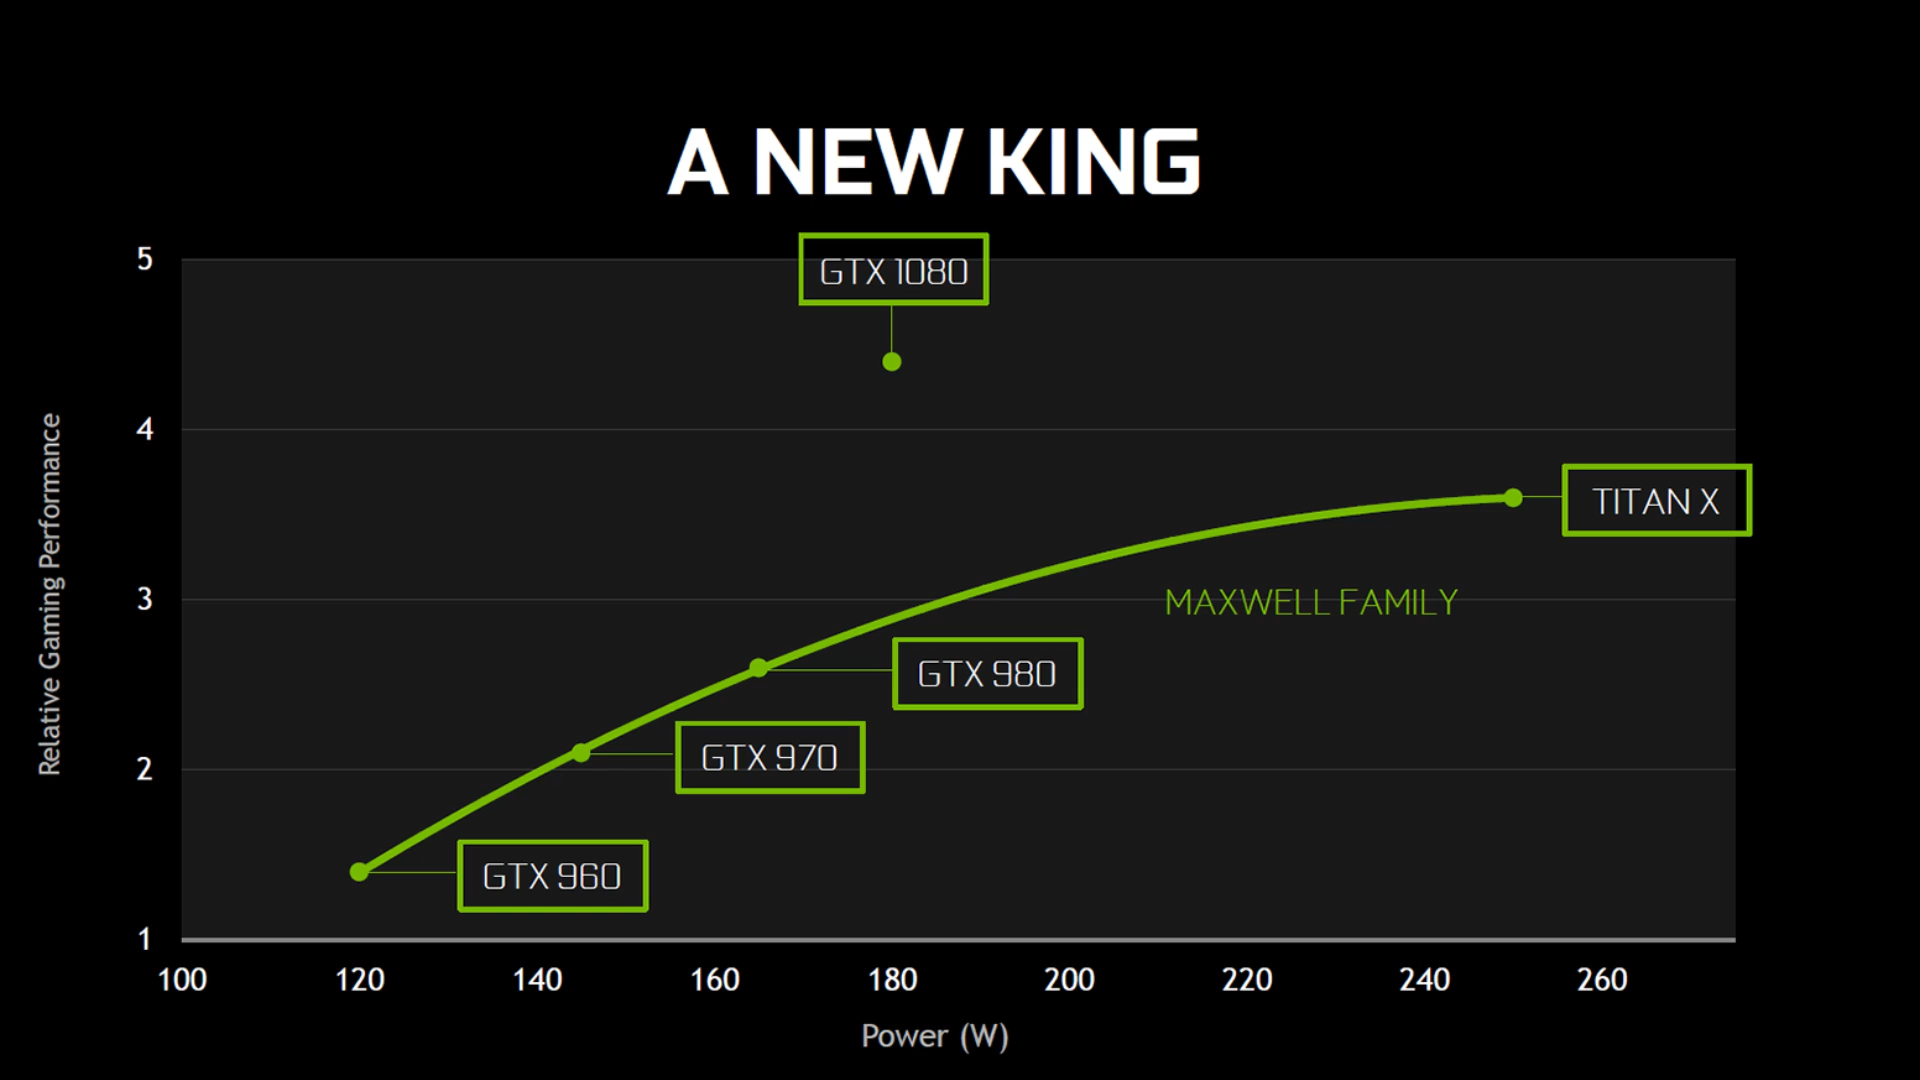 A NEW KING
5
GTX 1080
4
TITAN X
3
MAXWELL FAMILY
GTX 980
GTX 970
2
GTX 960
1
100 120 140 160 180 200 220 240 260
Power (W)
Relative Gaming Performance